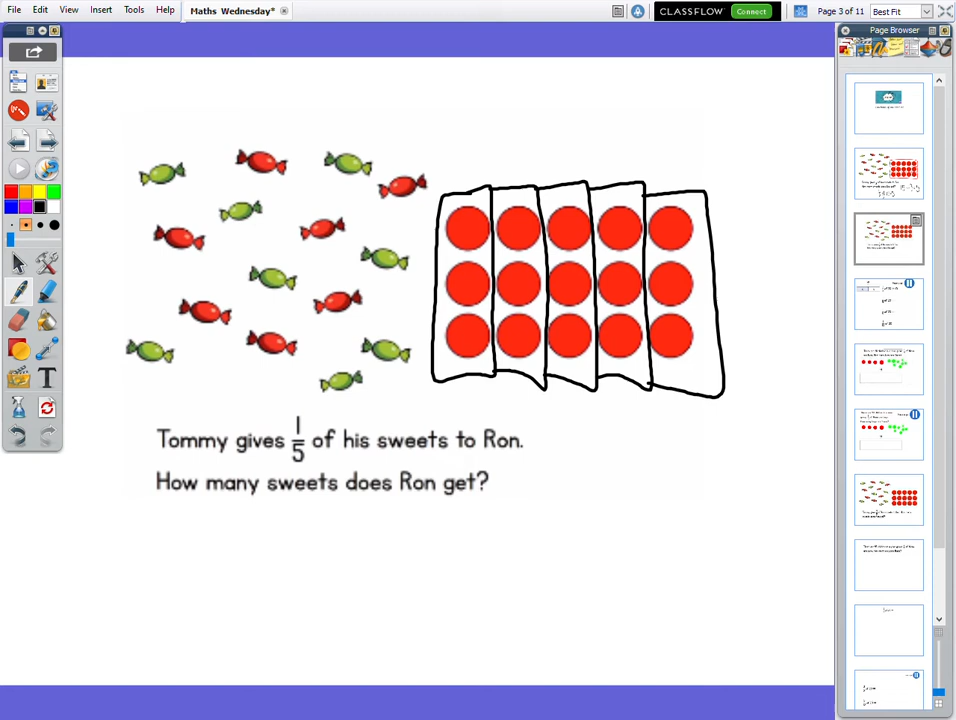 File Edit View Insert Tools Help
Maths Wednesday*
CLASSFLOW Connect
Page 3 of 11
Best Fit
Page Browser
Tommy gives 1/5 of his sweets to Ron.
How many sweets does Ron get?